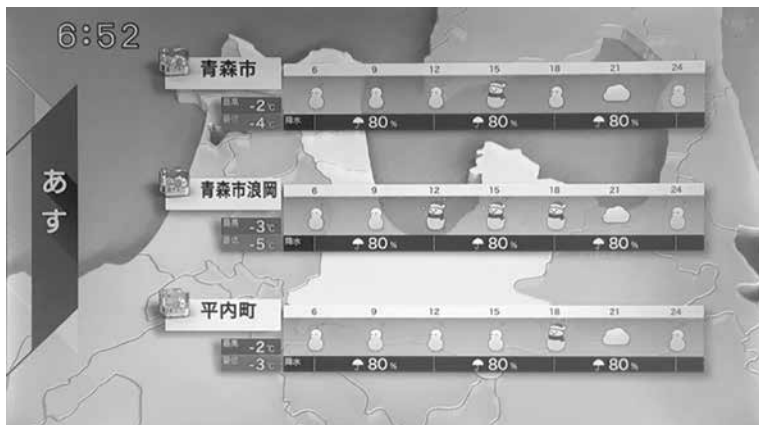 6:52
あす
青森市
6 9 12 15 18 21 24
最高 -2℃
最低 -4℃
降水 80% 80% 80%
青森市浪岡
6 9 12 15 18 21 24
最高 -3℃
最低 -5℃
降水 80% 80% 80%
平内町
6 9 12 15 18 21 24
最高 -2℃
最低 -3℃
降水 80% 80% 80%